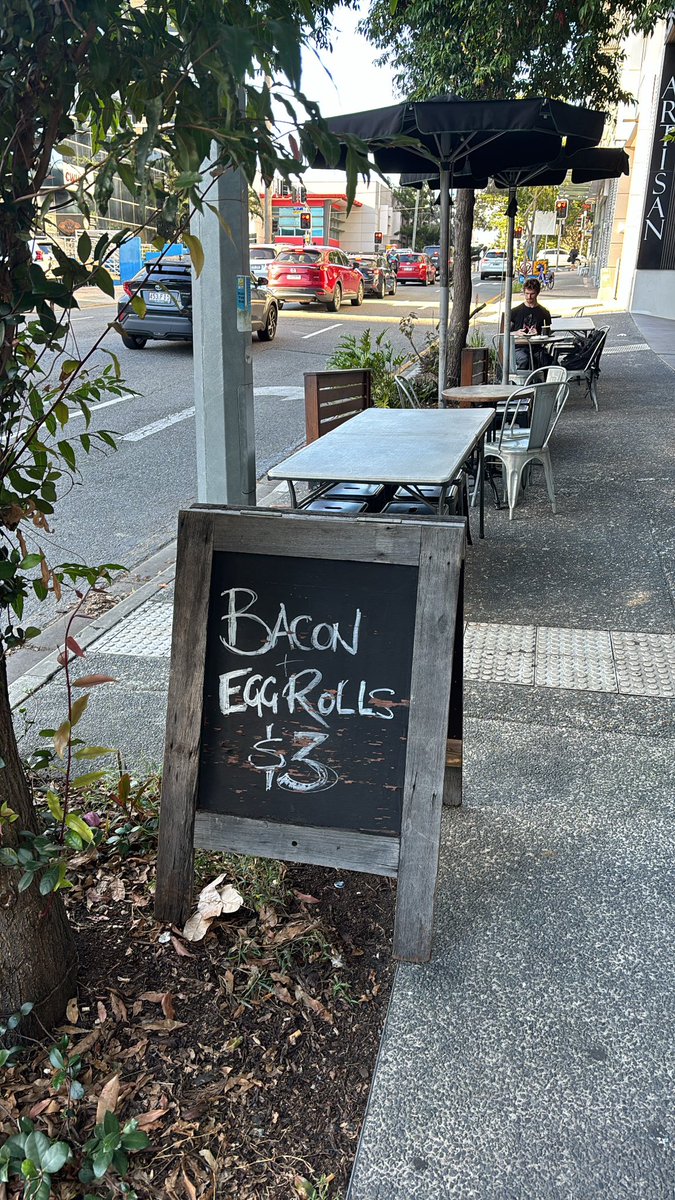 ARTISAN
BACON
+
EGG ROLLS
$3